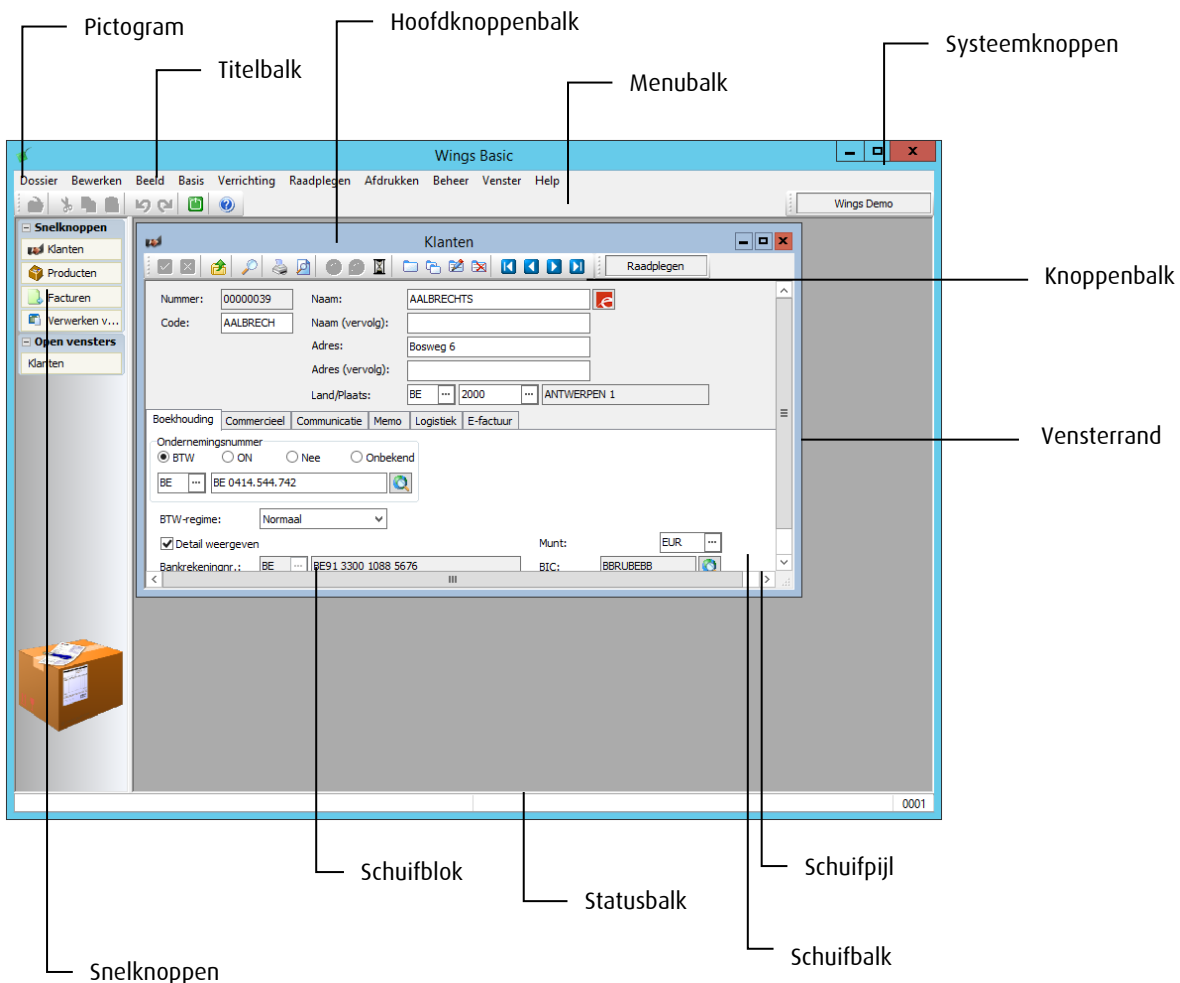 Pictogram
Hoofdknoppenbalk
Systeemknoppen
Titelbalk
Menubalk
Wings Basic
Dossier Bewerken Beeld Basis Verrichting Raadplegen Afdrukken Beheer Venster Help
Wings Demo
Snelknoppen
Klanten
Producten
Facturen
Verwerken v...
Open vensters
Klanten
Klanten
Raadplegen
Knoppenbalk
Nummer: 00000039 Naam: AALBRECHTS
Code: AALBRECH Naam (vervolg):
Adres: Bosweg 6
Adres (vervolg):
Land/Plaats: BE ... 2000 ... ANTWERPEN 1
Boekhouding Commercieel Communicatie Memo Logistiek E-factuur
Ondernemingsnummer
BTW ON Nee Onbekend
BE ... BE 0414.544.742
BTW-regime: Normaal
Detail weergeven Munt: EUR ...
Bankrekeningnr.: BE ... BE91 3300 1088 5676 BIC: BBRUBEBB
Vensterrand
0001
Schuifblok
Schuifpijl
Statusbalk
Schuifbalk
Snelknoppen